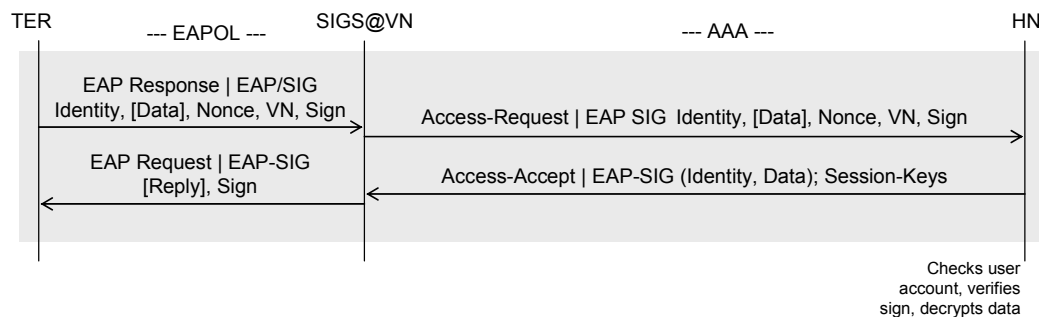 TER
SIGS@VN
HN
--- EAPOL ---
--- AAA ---
EAP Response | EAP/SIG
Identity, [Data], Nonce, VN, Sign
Access-Request | EAP SIG  Identity, [Data], Nonce, VN, Sign
EAP Request | EAP-SIG
[Reply], Sign
Access-Accept | EAP-SIG (Identity, Data); Session-Keys
Checks user
account, verifies
sign, decrypts data